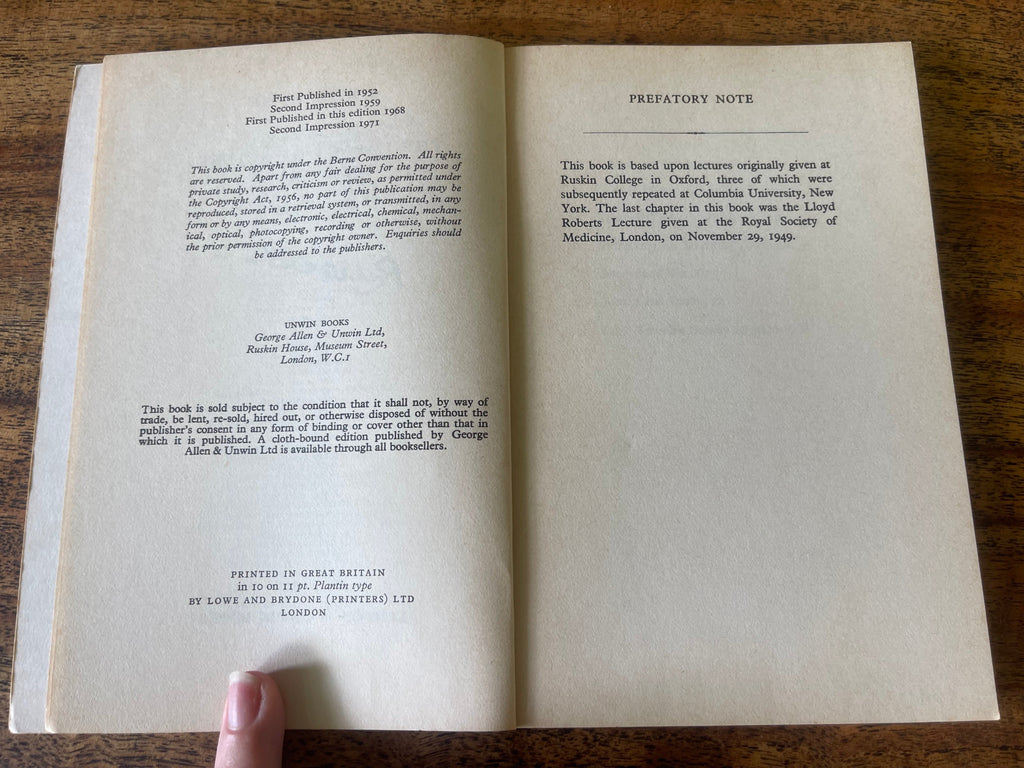 First Published in 1952
Second Impression 1959
First Published in this edition 1968
Second Impression 1971
This book is copyright under the Berne Convention. All rights
are reserved. Apart from any fair dealing for the purpose of
private study, research, criticism or review, as permitted under
the Copyright Act, 1956, no part of this publication may be
reproduced, stored in a retrieval system, or transmitted, in any
form or by any means, electronic, electrical, chemical, mechan-
ical, optical, photocopying, recording or otherwise, without
the prior permission of the copyright owner. Enquiries should
be addressed to the publishers.
UNWIN BOOKS
George Allen & Unwin Ltd,
Ruskin House, Museum Street,
London, W.C.1
This book is sold subject to the condition that it shall not, by way of
trade, be lent, re-sold, hired out, or otherwise disposed of without the
publisher's consent in any form of binding or cover other than that in
which it is published. A cloth-bound edition published by George
Allen & Unwin Ltd is available through all booksellers.
PRINTED IN GREAT BRITAIN
in 10 on 11 pt. Plantin type
BY LOWE AND BRYDONE (PRINTERS) LTD
LONDON
PREFATORY NOTE
This book is based upon lectures originally given at
Ruskin College in Oxford, three of which were
subsequently repeated at Columbia University, New
York. The last chapter in this book was the Lloyd
Roberts Lecture given at the Royal Society of
Medicine, London, on November 29, 1949.